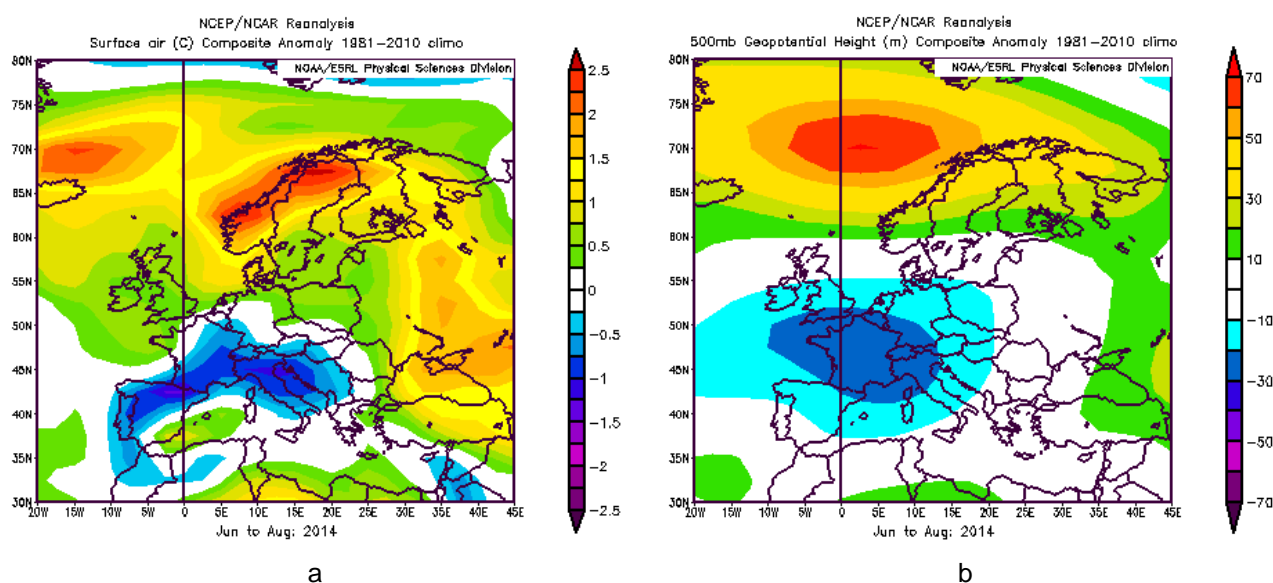 NCEP/NCAR Reanalysis
Surface air (C) Composite Anomaly 1981-2010 climo
NOAA/ESRL Physical Sciences Division
80N
75N
70N
65N
60N
55N
50N
45N
40N
35N
30N
20W 15W 10W 5W 0 5E 10E 15E 20E 25E 30E 35E 40E 45E
Jun to Aug: 2014
2.5
2
1.5
1
0.5
0
-0.5
-1
-1.5
-2
-2.5
a
NCEP/NCAR Reanalysis
500mb Geopotential Height (m) Composite Anomaly 1981-2010 climo
NOAA/ESRL Physical Sciences Division
80N
75N
70N
65N
60N
55N
50N
45N
40N
35N
30N
20W 15W 10W 5W 0 5E 10E 15E 20E 25E 30E 35E 40E 45E
Jun to Aug: 2014
70
50
30
10
-10
-30
-50
-70
b